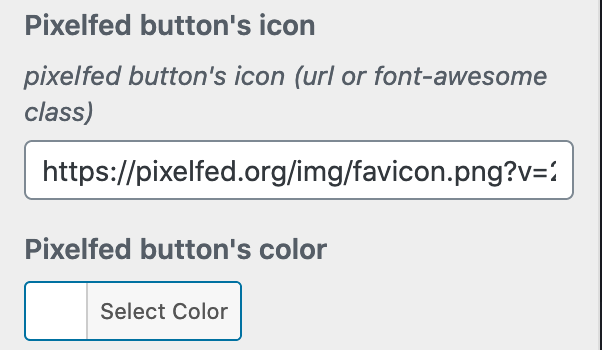 Pixelfed button's icon
pixelfed button's icon (url or font-awesome
class)
https://pixelfed.org/img/favicon.png?v=2
Pixelfed button's color
Select Color